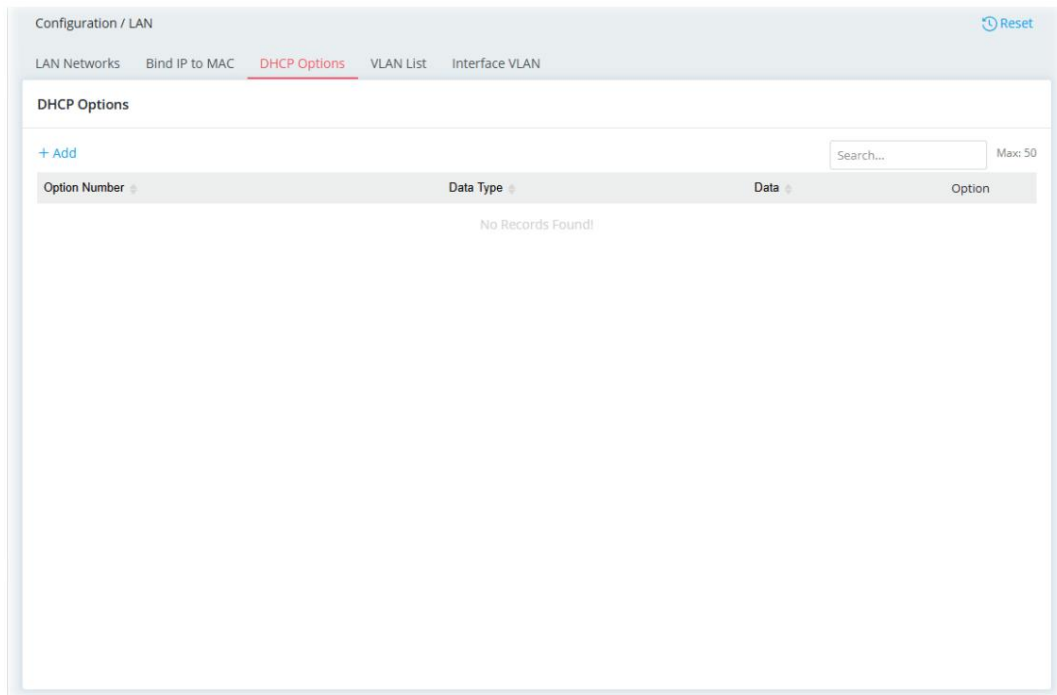 Configuration / LAN
Reset
LAN Networks Bind IP to MAC DHCP Options VLAN List Interface VLAN
DHCP Options
+ Add
Search...
Max: 50
Option Number Data Type Data Option
No Records Found!